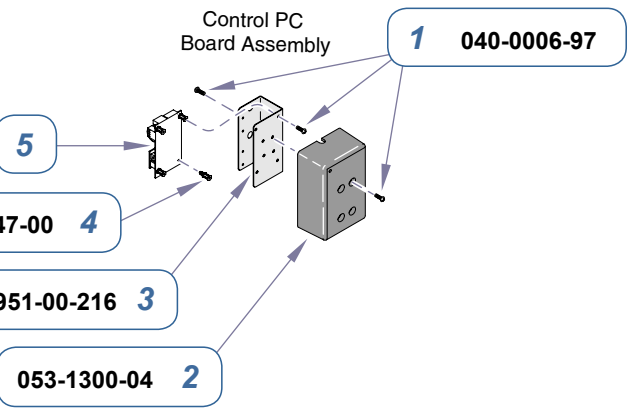 Control PC
Board Assembly
1 040-0006-97
5
47-00 4
951-00-216 3
053-1300-04 2